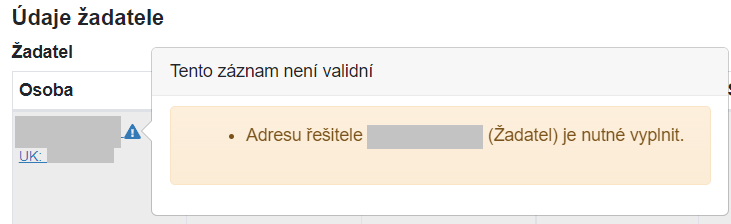 Údaje žadatele
Žadatel
Tento záznam není validní
Osoba
Adresu řešitele (Žadatel) je nutné vyplnit.
UK: